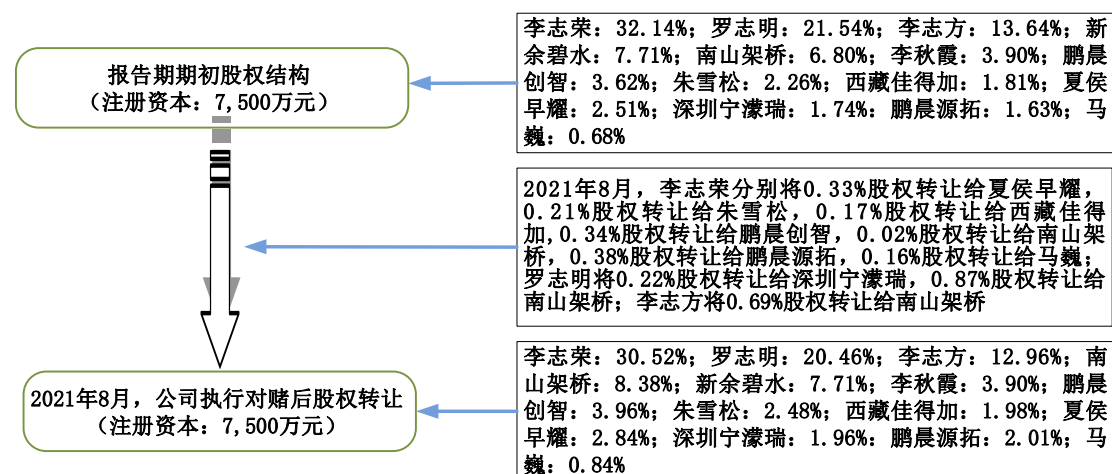 报告期期初股权结构
（注册资本：7,500万元）
李志荣：32.14%；罗志明：21.54%；李志方：13.64%；新
余碧水：7.71%；南山架桥：6.80%；李秋霞：3.90%；鹏晨
创智：3.62%；朱雪松：2.26%；西藏佳得加：1.81%；夏侯
早耀：2.51%；深圳宁濛瑞：1.74%；鹏晨源拓：1.63%；马
巍：0.68%
2021年8月，李志荣分别将0.33%股权转让给夏侯早耀，
0.21%股权转让给朱雪松，0.17%股权转让给西藏佳得
加,0.34%股权转让给鹏晨创智，0.02%股权转让给南山架
桥，0.38%股权转让给鹏晨源拓，0.16%股权转让给马巍；
罗志明将0.22%股权转让给深圳宁濛瑞，0.87%股权转让给
南山架桥；李志方将0.69%股权转让给南山架桥
2021年8月，公司执行对赌后股权转让
（注册资本：7,500万元）
李志荣：30.52%；罗志明：20.46%；李志方：12.96%；南
山架桥：8.38%；新余碧水：7.71%；李秋霞：3.90%；鹏晨
创智：3.96%；朱雪松：2.48%；西藏佳得加：1.98%；夏侯
早耀：2.84%；深圳宁濛瑞：1.96%：鹏晨源拓：2.01%；马
巍：0.84%